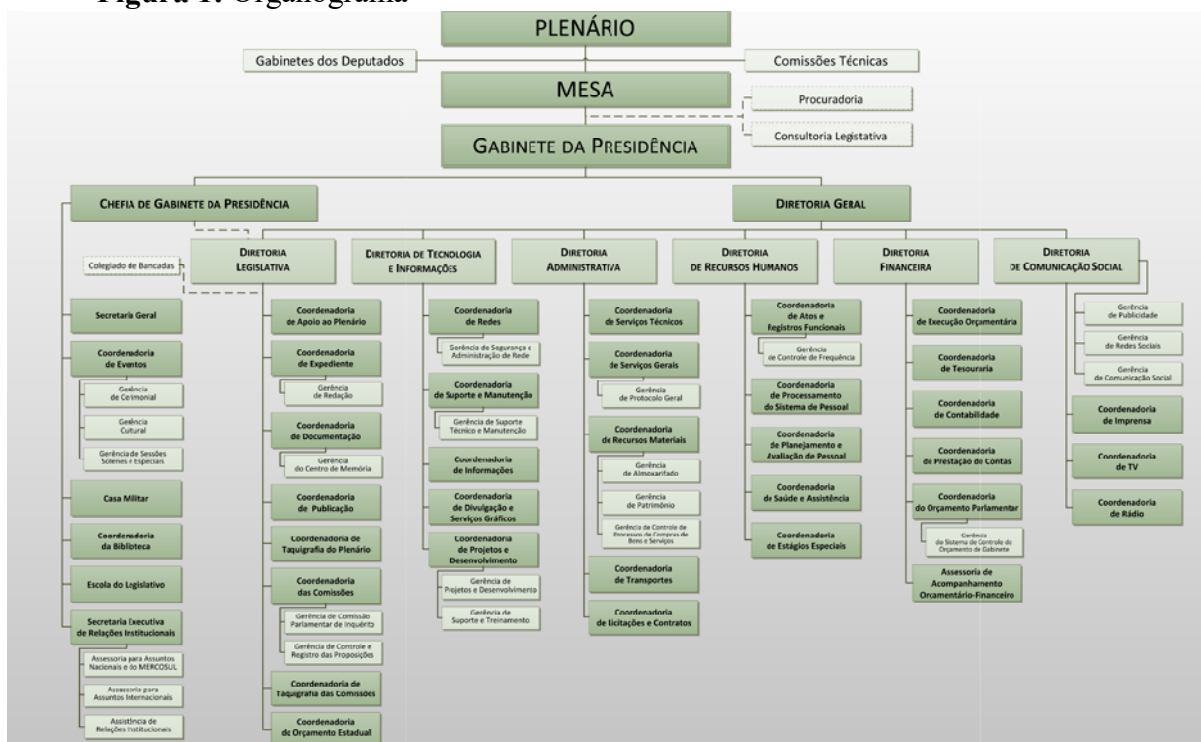 Figura 1: Organograma
PLENÁRIO
Gabinetes dos Deputados
Comissões Técnicas
MESA
Procuradoria
Consultoria Legislativa
GABINETE DA PRESIDÊNCIA
CHEFIA DE GABINETE DA PRESIDÊNCIA
DIRETORIA GERAL
Colegiado de Bancadas
DIRETORIA
LEGISLATIVA
DIRETORIA DE TECNOLOGIA
E INFORMAÇÕES
DIRETORIA
ADMINISTRATIVA
DIRETORIA
DE RECURSOS HUMANOS
DIRETORIA
FINANCEIRA
DIRETORIA
DE COMUNICAÇÃO SOCIAL
Secretaria Geral
Coordenadoria
de Eventos
Gerência
de Cerimonial
Gerência
Cultural
Gerência de Sessões
Solenes e Especiais
Casa Militar
Coordenadoria
da Biblioteca
Escola do Legislativo
Secretaria Executiva
de Relações Institucionais
Assessoria para Assuntos
Nacionais e do MERCOSUL
Assessoria para
Assuntos Internacionais
Assistência de
Relações Institucionais
Coordenadoria
de Apoio ao Plenário
Coordenadoria
de Expediente
Gerência
de Redação
Coordenadoria
de Documentação
Gerência
do Centro de Memória
Coordenadoria
de Publicação
Coordenadoria de
Taquigrafia do Plenário
Coordenadoria
das Comissões
Gerência de Comissão
Parlamentar de Inquérito
Gerência de Controle e
Registro das Proposições
Coordenadoria de
Taquigrafia das Comissões
Coordenadoria
do Orçamento Estadual
Coordenadoria
de Redes
Gerência de Segurança e
Administração de Rede
Coordenadoria
de Suporte e Manutenção
Gerência de Suporte
Técnico e Manutenção
Coordenadoria
de Informações
Coordenadoria
de Divulgação e
Serviços Gráficos
Coordenadoria
de Projetos e
Desenvolvimento
Gerência de
Projetos e Desenvolvimento
Gerência de
Suporte e Treinamento
Coordenadoria
de Serviços Técnicos
Coordenadoria
de Serviços Gerais
Gerência
de Protocolo Geral
Coordenadoria
de Recursos Materiais
Gerência
de Almoxarifado
Gerência
de Patrimônio
Gerência de Controle de
Processo de Compras de
Bens e Serviços
Coordenadoria
de Transportes
Coordenadoria
de Licitações e Contratos
Coordenadoria
de Atos e
Registros Funcionais
Gerência
de Controle de Frequência
Coordenadoria
de Processamento
do Sistema de Pessoal
Coordenadoria
de Planejamento e
Avaliação de Pessoal
Coordenadoria
de Saúde e Assistência
Coordenadoria
de Estágios Especiais
Coordenadoria
de Execução Orçamentária
Coordenadoria
de Tesouraria
Coordenadoria
de Contabilidade
Coordenadoria
de Prestação de Contas
Coordenadoria
do Orçamento Parlamentar
Gerência
do Sistema de Controle do
Orçamento de Gabinete
Assessoria de
Acompanhamento
Orçamentário-Financeiro
Gerência
de Publicidade
Gerência
de Redes Sociais
Gerência
de Comunicação Social
Coordenadoria
de Imprensa
Coordenadoria
de TV
Coordenadoria
de Rádio